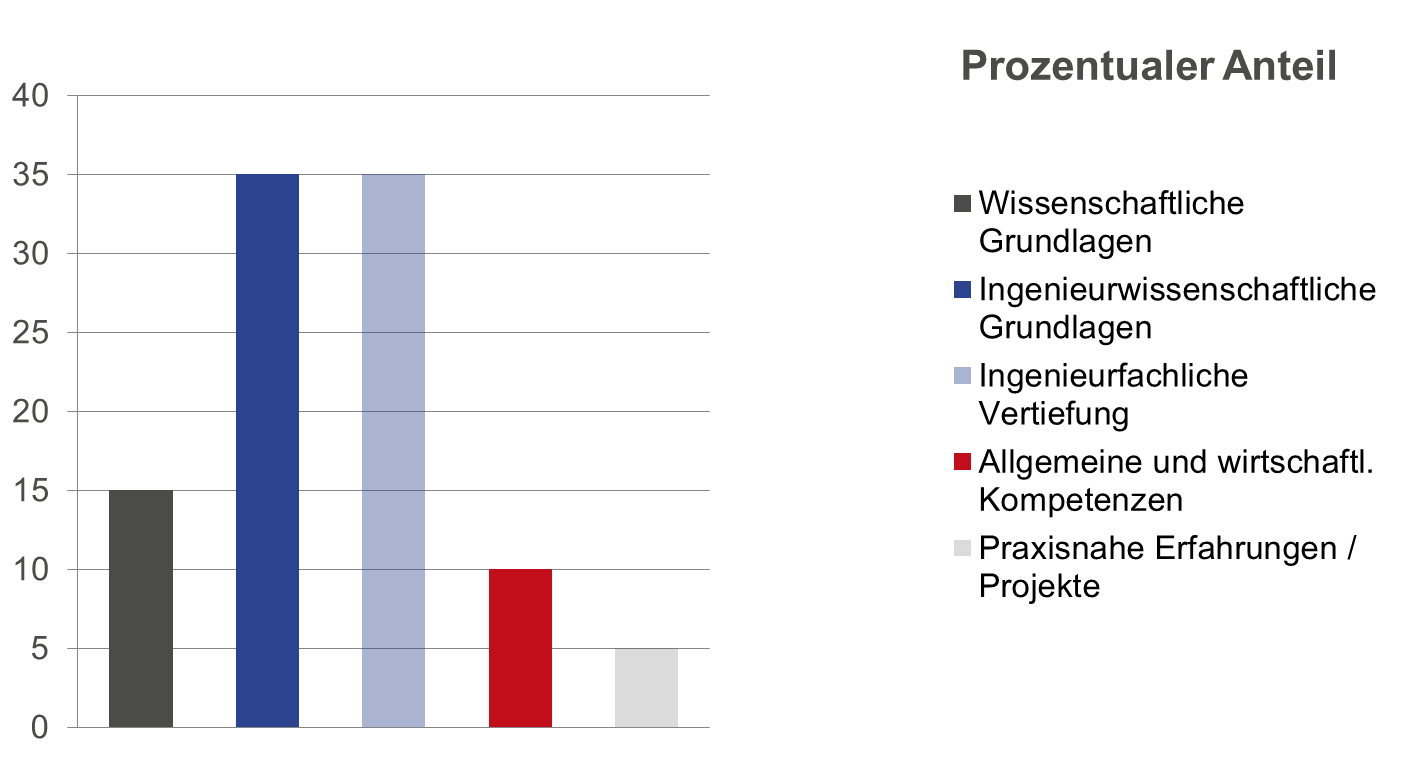 Prozentualer Anteil
40
35
30
25
20
15
10
5
0
Wissenschaftliche
Grundlagen
Ingenieurwissenschaftliche
Grundlagen
Ingenieurfachliche
Vertiefung
Allgemeine und wirtschaftl.
Kompetenzen
Praxisnahe Erfahrungen /
Projekte